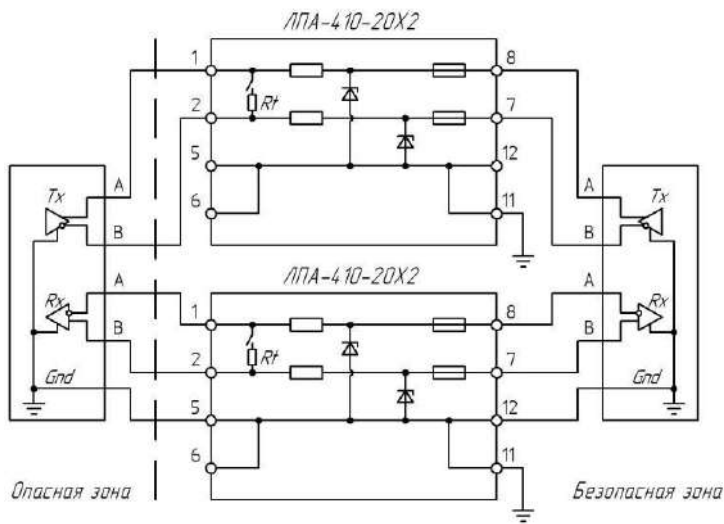 ЛПА-410-20Х2
1
8
Rt
2
7
5
12
6
11
Tx
A
B
A
Tx
B
ЛПА-410-20Х2
A
Rx
B
1
8
A
Rx
B
Rt
2
7
Gnd
5
12
Gnd
6
11
Опасная зона
Безопасная зона